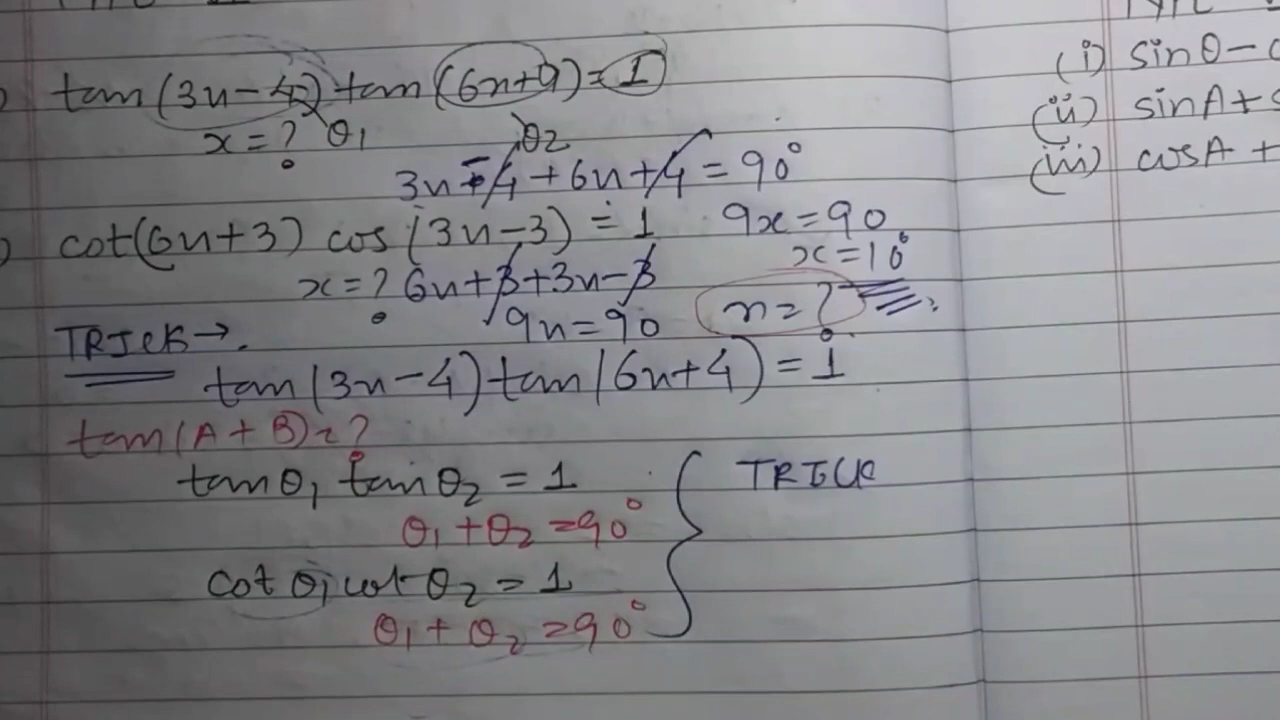 tan (3x-4) tan (6x+4) = 1
x = ? θ₁ θ₂
3x - 4 + 6x + 4 = 90°
cot(6x+3) cos (3x-3) = 1 9x = 90
x = ? 6x + 3 + 3x - 3 x = 10°
9x = 90 x = ?
TRICK →.
tan (3x-4) tan (6x+4) = 1
tan (A + B) = ?
tan θ₁ tan θ₂ = 1 TRICK
θ₁ + θ₂ = 90°
cot θ₁ cot θ₂ = 1
θ₁ + θ₂ = 90°
(i) sin θ -
(ii) sin A +
(iii) cos A +